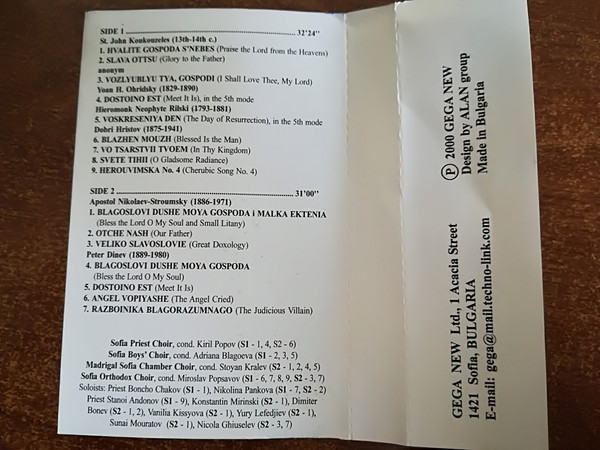 SIDE 1 ........ 32'24"
St. John Koukouzeles (13th-14th c.)
1. HVALITE GOSPODA S'NEBES (Praise the Lord from the Heavens)
2. SLAVA OTTSU (Glory to the Father)
anonym
3. VOZLYUBLYU TYA, GOSPODI (I Shall Love Thee, My Lord)
Yoan H. Ohridsky (1829-1890)
4. DOSTOINO EST (Meet It Is), in the 5th mode
Hieromonk Neophyte Rilski (1793-1881)
5. VOSKRESENIYA DEN (The Day of Resurrection), in the 5th mode
Dobri Hristov (1875-1941)
6. BLAZHEN MOUZH (Blessed Is the Man)
7. VO TSARSTVII TVOEM (In Thy Kingdom)
8. SVETE TIHII (O Gladsome Radiance)
9. HEROUVIMSKA No. 4 (Cherubic Song No. 4)
SIDE 2 ........ 31'00"
Apostol Nikolaev-Stroumsky (1886-1971)
1. BLAGOSLOVI DUSHE MOYA GOSPODA i MALKA EKTENIA
(Bless the Lord O My Soul and Small Litany)
2. OTCHE NASH (Our Father)
3. VELIKO SLAVOSLOVIE (Great Doxology)
Peter Dinev (1889-1980)
4. BLAGOSLOVI DUSHE MOYA GOSPODA
(Bless the Lord O My Soul)
5. DOSTOINO EST (Meet It Is)
6. ANGEL VOPIYASHE (The Angel Cried)
7. RAZBOINIKA BLAGORAZUMNAGO (The Judicious Villain)
Sofia Priest Choir, cond. Kiril Popov (S1 - 1, 4, S2 - 6)
Sofia Boys' Choir, cond. Adriana Blagoeva (S1 - 2, 3, 5)
Madrigal Sofia Chamber Choir, cond. Stoyan Kralev (S2 - 1, 2, 4, 5)
Sofia Orthodox Choir, cond. Miroslav Popsavov (S1 - 6, 7, 8, 9, S2 - 3, 7)
Soloists: Priest Boncho Chakov (S1 - 1), Nikolina Pankova (S1 - 7, S2 - 2)
Priest Stanoi Andonov (S1 - 9), Konstantin Mirinski (S2 - 1), Dimiter
Bonev (S2 - 1, 2), Vanilia Kissyova (S2 - 1), Yury Lefedjiev (S2 - 1),
Sunai Mouratov (S2 - 1), Nicola Ghiuselev (S2 - 3, 7)
Ⓟ 2000 GEGA NEW
Design by ALAN group
Made in Bulgaria
GEGA NEW Ltd., 1 Acacia Street
1421 Sofia, BULGARIA
E-mail: gega@mail.techno-link.com